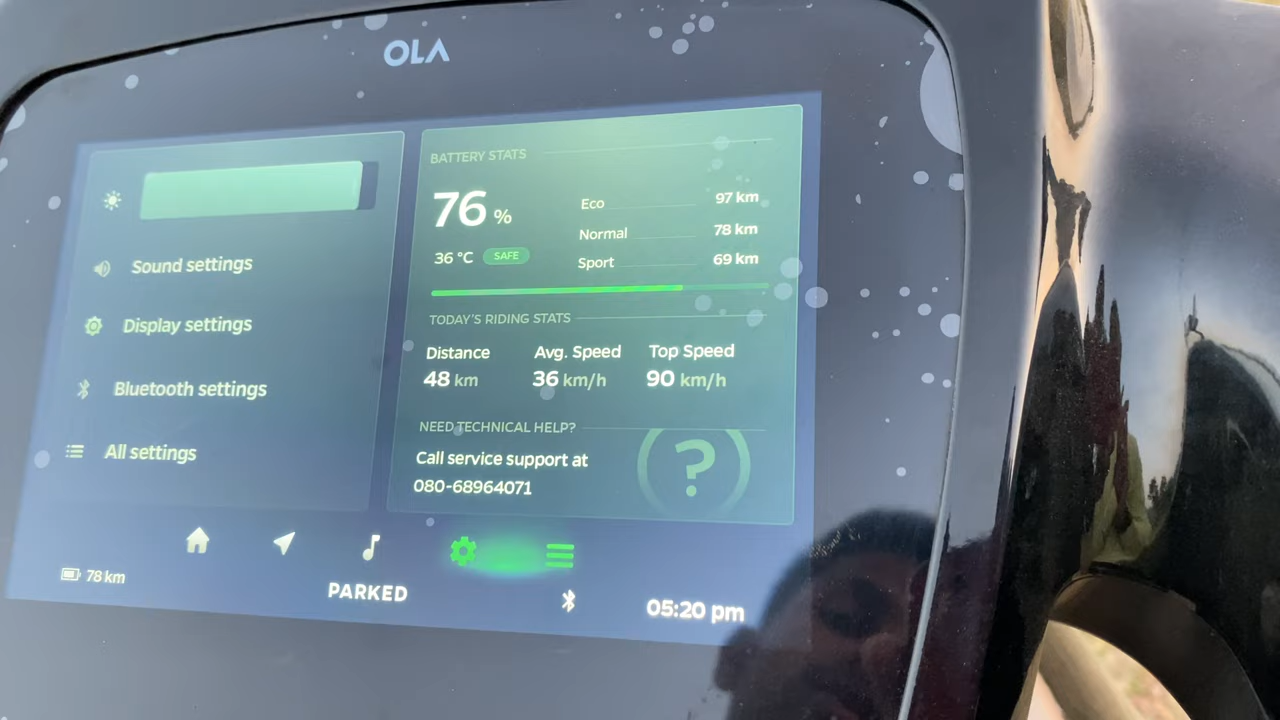 OLA
Sound settings
Display settings
Bluetooth settings
All settings
BATTERY STATS
76 %
36 °C SAFE
Eco 97 km
Normal 78 km
Sport 69 km
TODAY'S RIDING STATS
Distance Avg. Speed Top Speed
48 km 36 km/h 90 km/h
NEED TECHNICAL HELP?
Call service support at
080-68964071
?
78 km
PARKED
05:20 pm